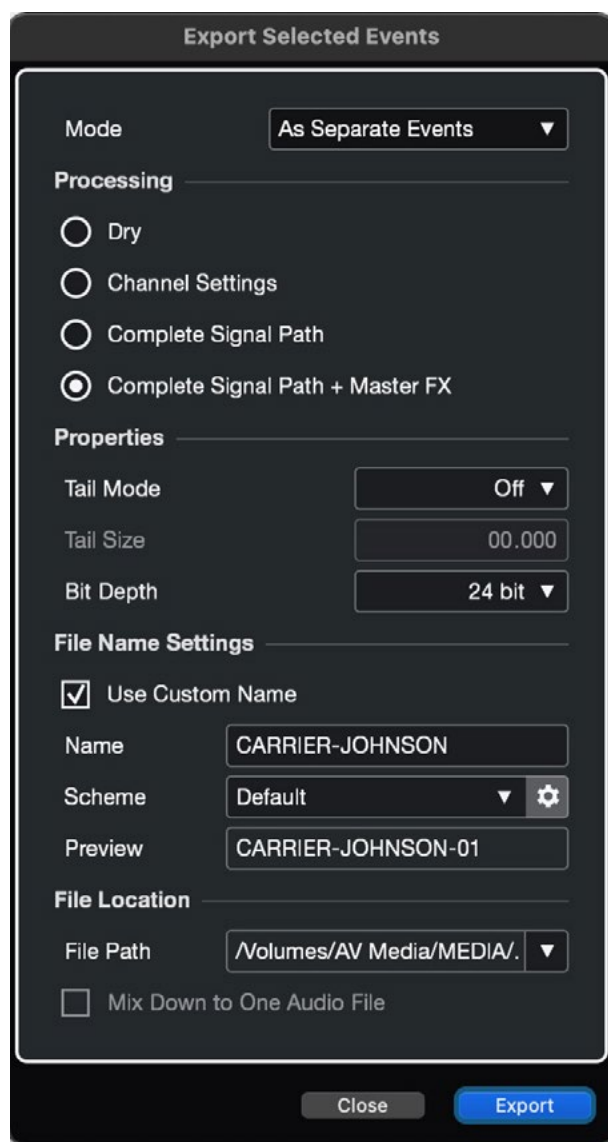 Export Selected Events
Mode As Separate Events
Processing
Dry
Channel Settings
Complete Signal Path
Complete Signal Path + Master FX
Properties
Tail Mode Off
Tail Size 00.000
Bit Depth 24 bit
File Name Settings
Use Custom Name
Name CARRIER-JOHNSON
Scheme Default
Preview CARRIER-JOHNSON-01
File Location
File Path /Volumes/AV Media/MEDIA/.
Mix Down to One Audio File
Close Export